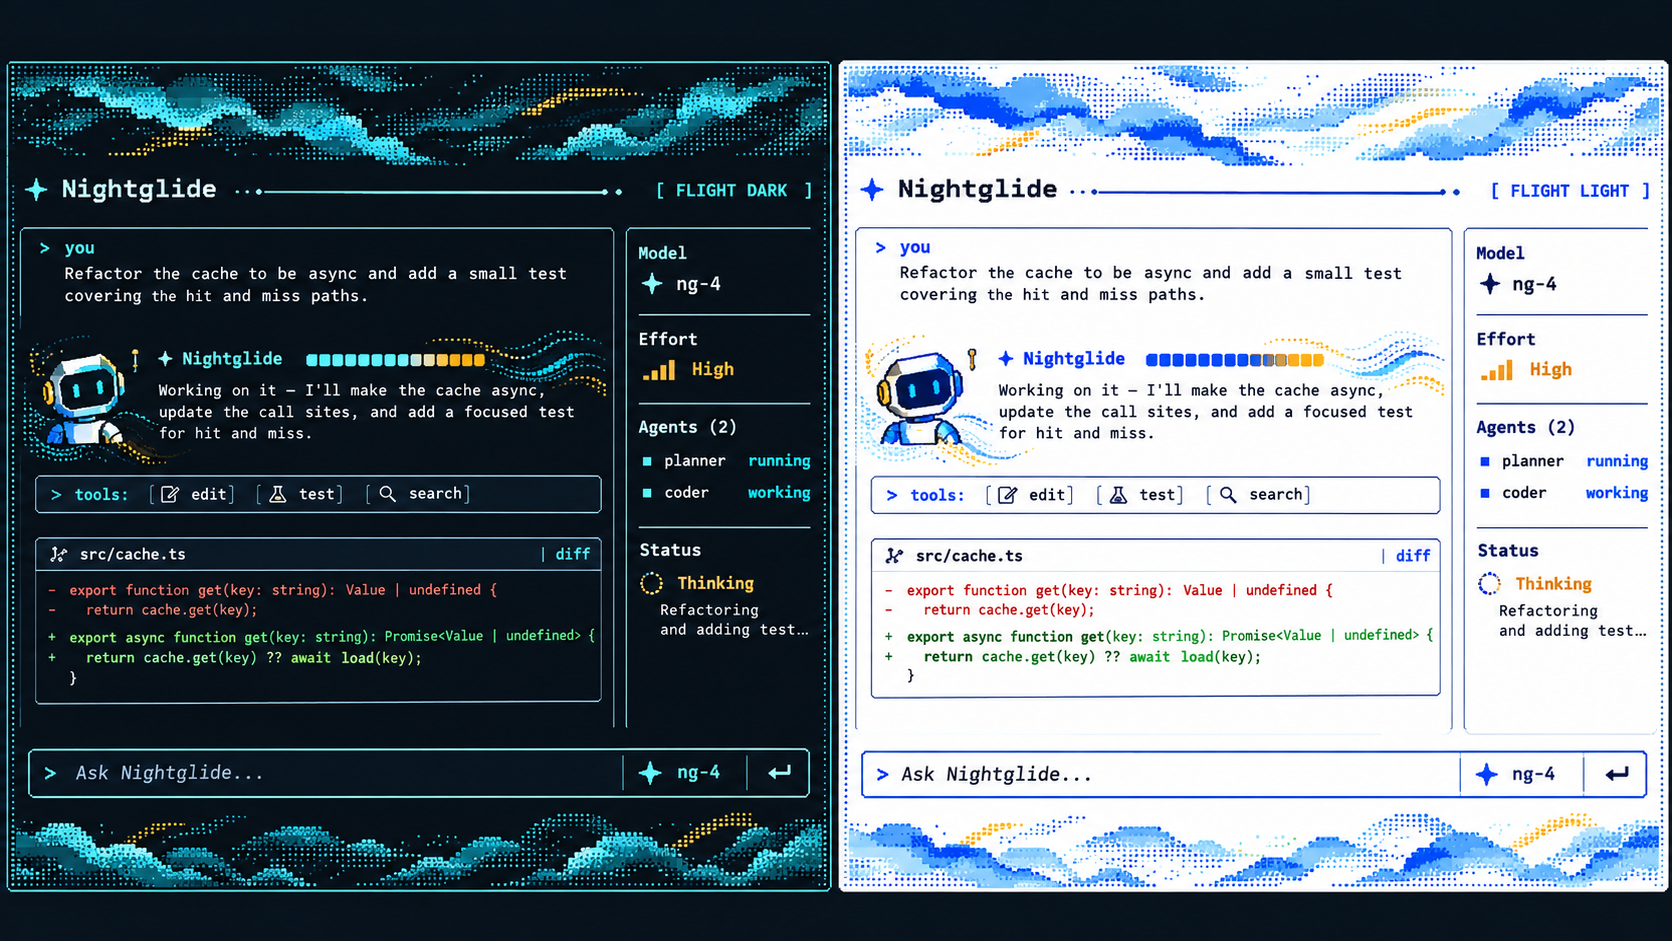 Nightglide
[ FLIGHT DARK ]
> you
Refactor the cache to be async and add a small test
covering the hit and miss paths.
Nightglide
Working on it — I'll make the cache async,
update the call sites, and add a focused test
for hit and miss.
> tools: [ edit] [ test] [ search]
src/cache.ts | diff
- export function get(key: string): Value | undefined {
- return cache.get(key);
+ export async function get(key: string): Promise<Value | undefined> {
+ return cache.get(key) ?? await load(key);
}
Model
ng-4
Effort
High
Agents (2)
planner running
coder working
Status
Thinking
Refactoring
and adding test...
> Ask Nightglide...
ng-4
Nightglide
[ FLIGHT LIGHT ]
> you
Refactor the cache to be async and add a small test
covering the hit and miss paths.
Nightglide
Working on it — I'll make the cache async,
update the call sites, and add a focused test
for hit and miss.
> tools: [ edit] [ test] [ search]
src/cache.ts | diff
- export function get(key: string): Value | undefined {
- return cache.get(key);
+ export async function get(key: string): Promise<Value | undefined> {
+ return cache.get(key) ?? await load(key);
}
Model
ng-4
Effort
High
Agents (2)
planner running
coder working
Status
Thinking
Refactoring
and adding test...
> Ask Nightglide...
ng-4